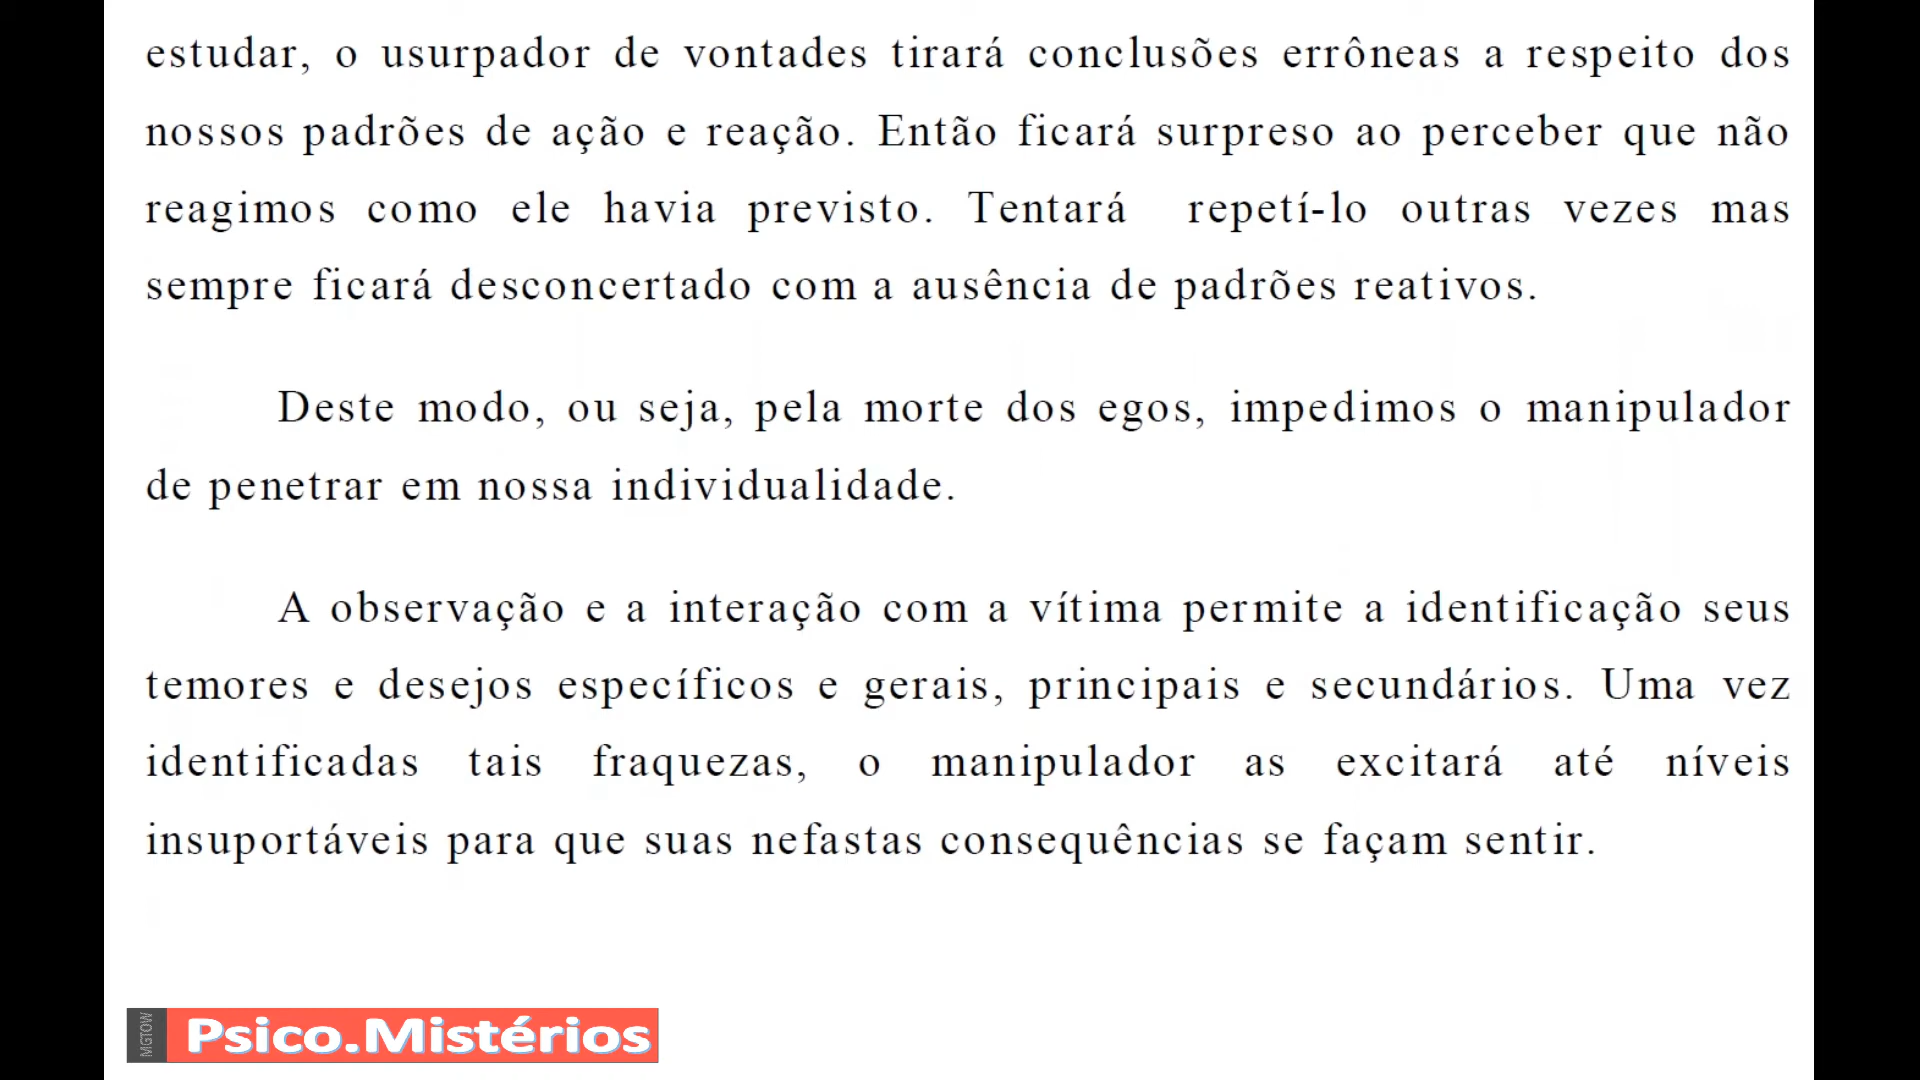 estudar, o usurpador de vontades tirará conclusões errôneas a respeito dos
nossos padrões de ação e reação. Então ficará surpreso ao perceber que não
reagimos como ele havia previsto. Tentará repetí-lo outras vezes mas
sempre ficará desconcertado com a ausência de padrões reativos.
Deste modo, ou seja, pela morte dos egos, impedimos o manipulador
de penetrar em nossa individualidade.
A observação e a interação com a vítima permite a identificação seus
temores e desejos específicos e gerais, principais e secundários. Uma vez
identificadas tais fraquezas, o manipulador as excitará até níveis
insuportáveis para que suas nefastas consequências se façam sentir.
MGTOW
Psico.Mistérios